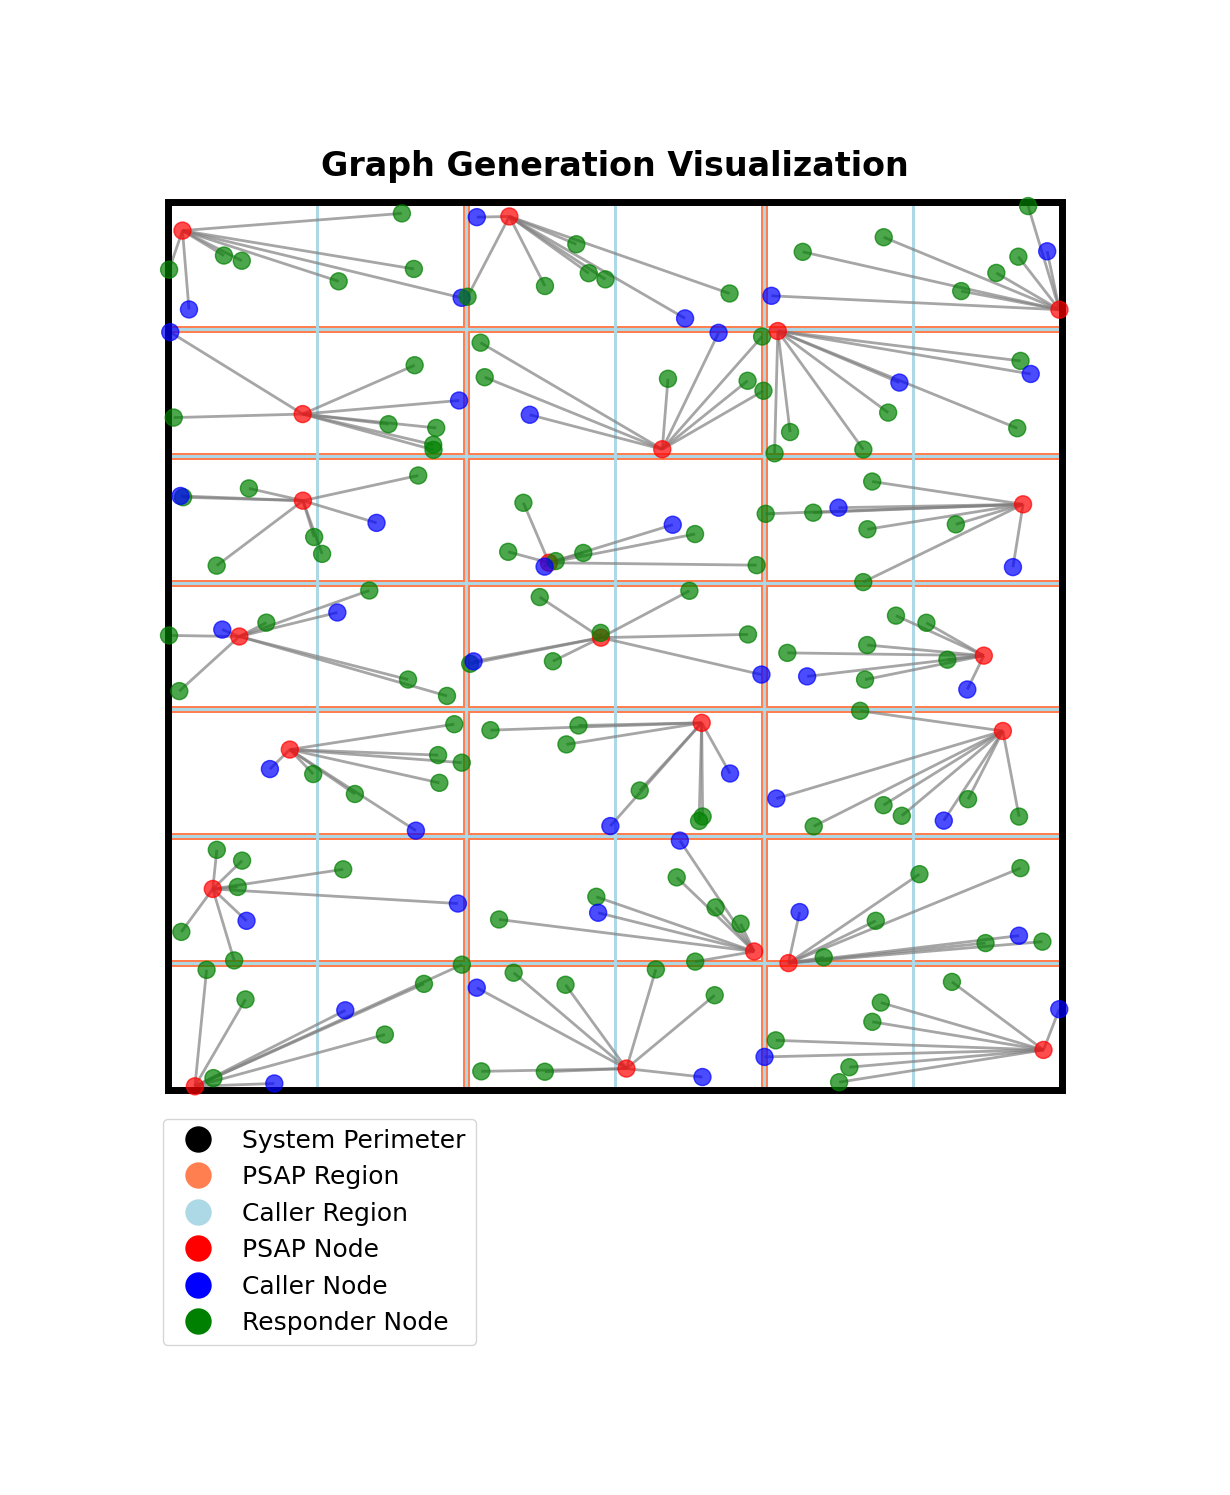 Graph Generation Visualization
System Perimeter
PSAP Region
Caller Region
PSAP Node
Caller Node
Responder Node